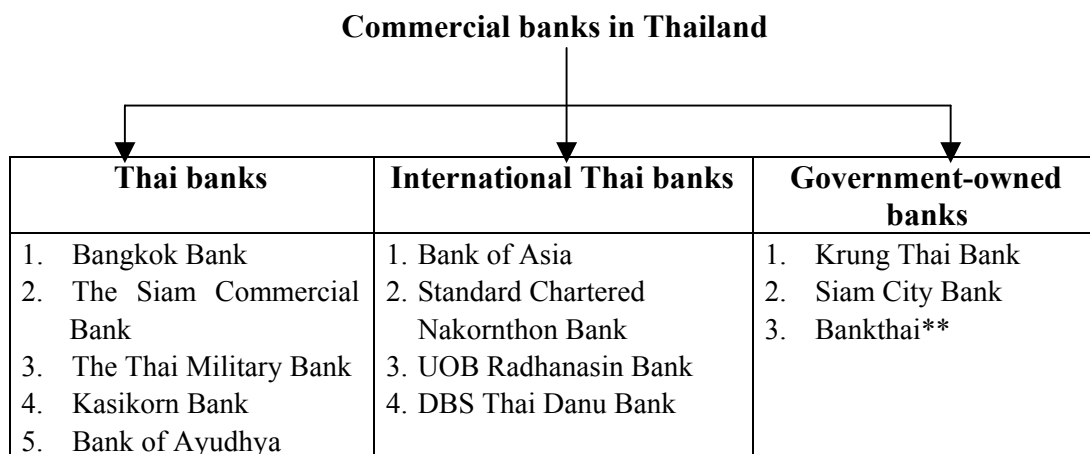 Commercial banks in Thailand
Thai banks
1. Bangkok Bank
2. The Siam Commercial
Bank
3. The Thai Military Bank
4. Kasikorn Bank
5. Bank of Ayudhya
International Thai banks
1. Bank of Asia
2. Standard Chartered
Nakornthon Bank
3. UOB Radhanasin Bank
4. DBS Thai Danu Bank
Government-owned
banks
1. Krung Thai Bank
2. Siam City Bank
3. Bankthai**